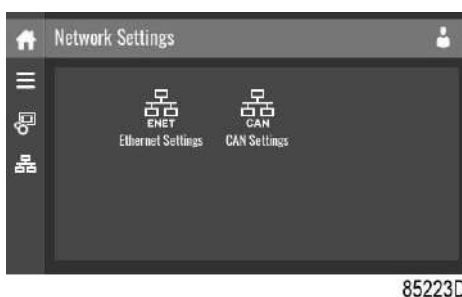 Network Settings
ENET
Ethernet Settings
CAN
CAN Settings
85223D